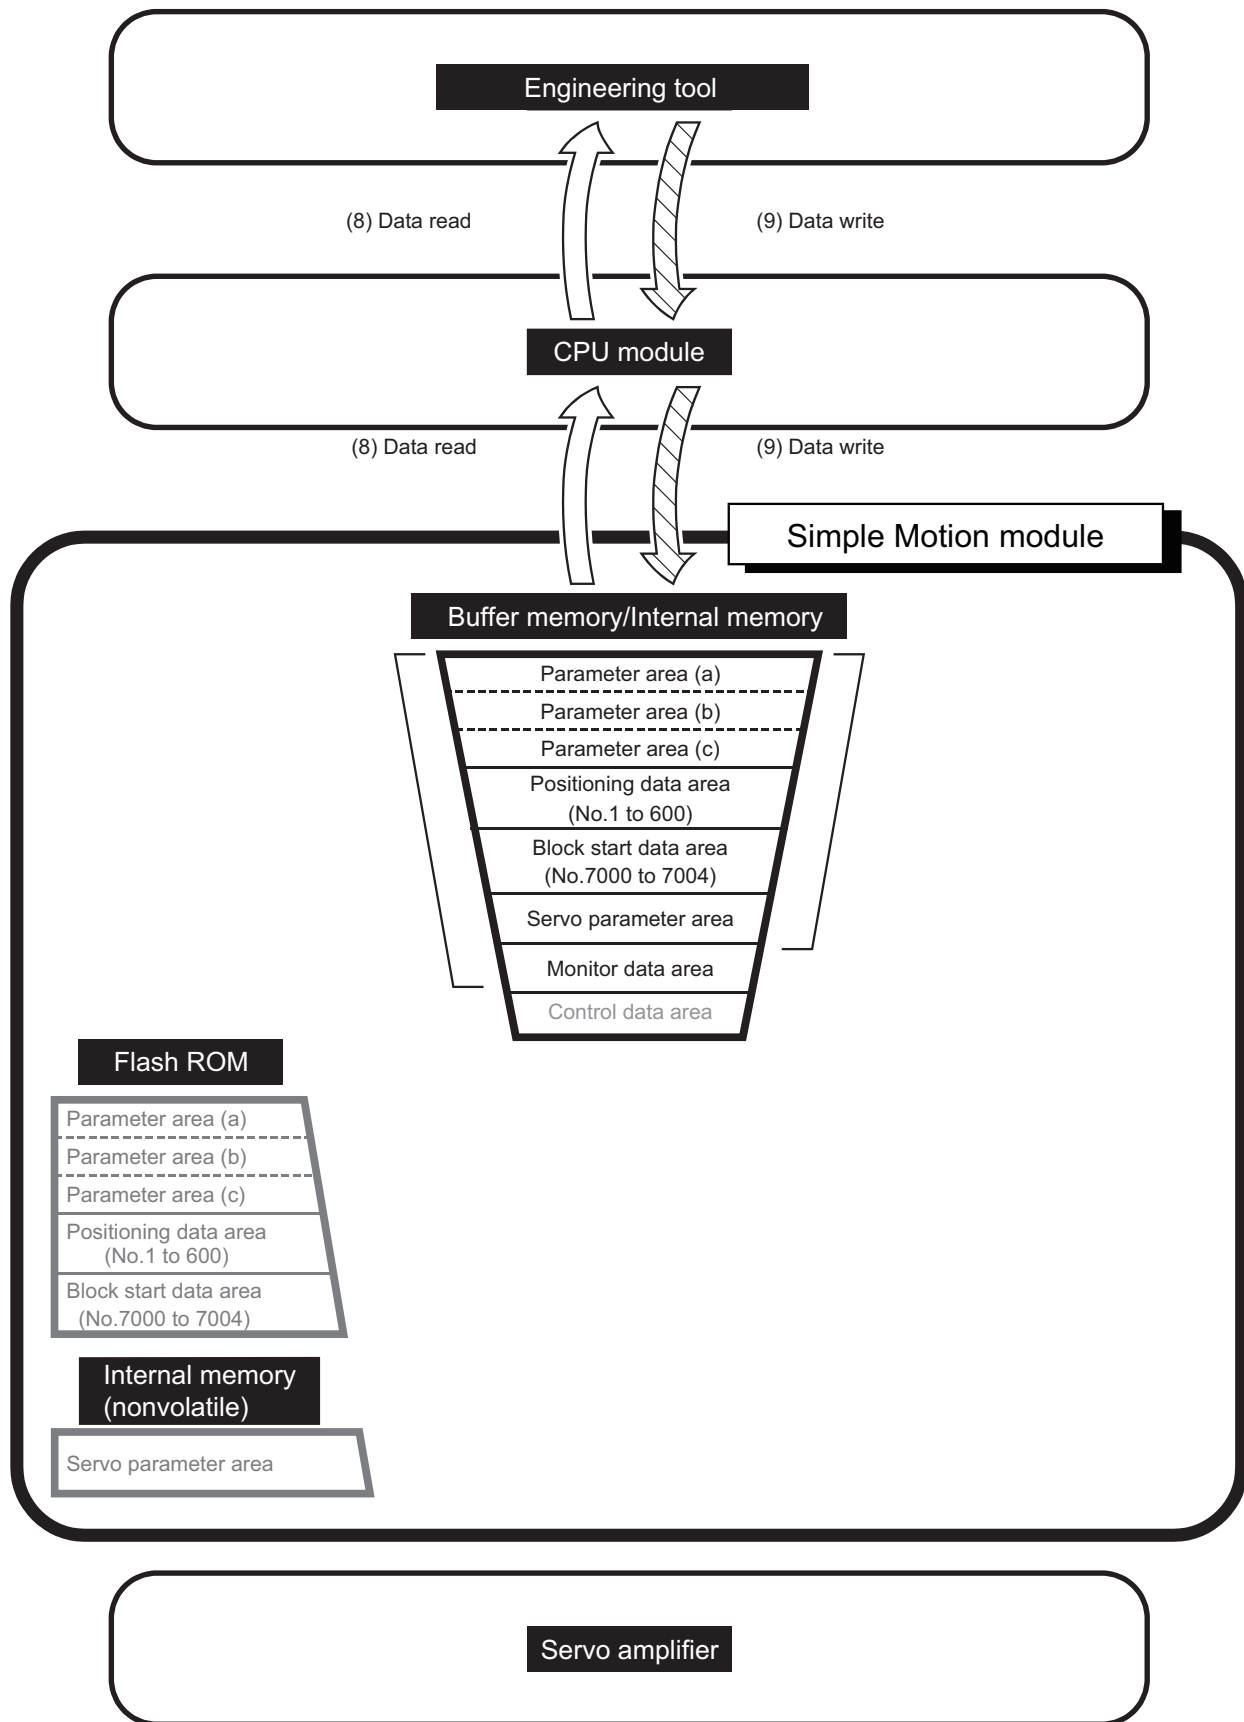 Engineering tool
(8) Data read
(9) Data write
CPU module
(8) Data read
(9) Data write
Simple Motion module
Buffer memory/Internal memory
Parameter area (a)
Parameter area (b)
Parameter area (c)
Positioning data area
(No.1 to 600)
Block start data area
(No.7000 to 7004)
Servo parameter area
Monitor data area
Control data area
Flash ROM
Parameter area (a)
Parameter area (b)
Parameter area (c)
Positioning data area
(No.1 to 600)
Block start data area
(No.7000 to 7004)
Internal memory
(nonvolatile)
Servo parameter area
Servo amplifier